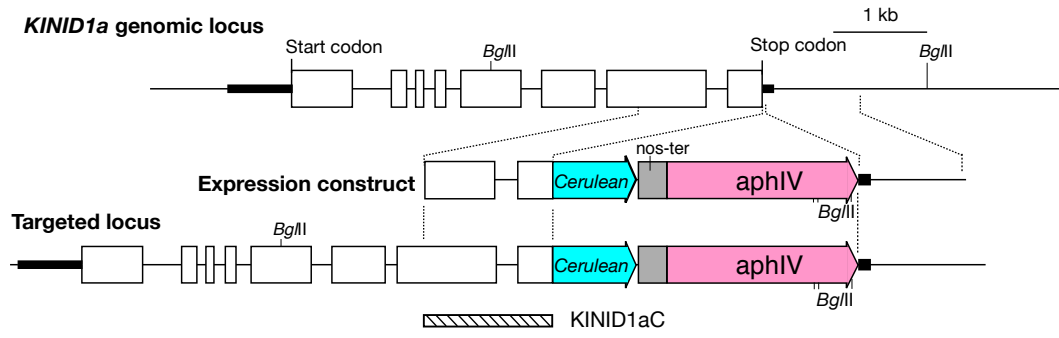 KINID1a genomic locus
1 kb
Start codon
BglII
Stop codon
BglII
nos-ter
Expression construct
Cerulean
aphIV
BglII
Targeted locus
BglII
Cerulean
aphIV
BglII
KINID1aC